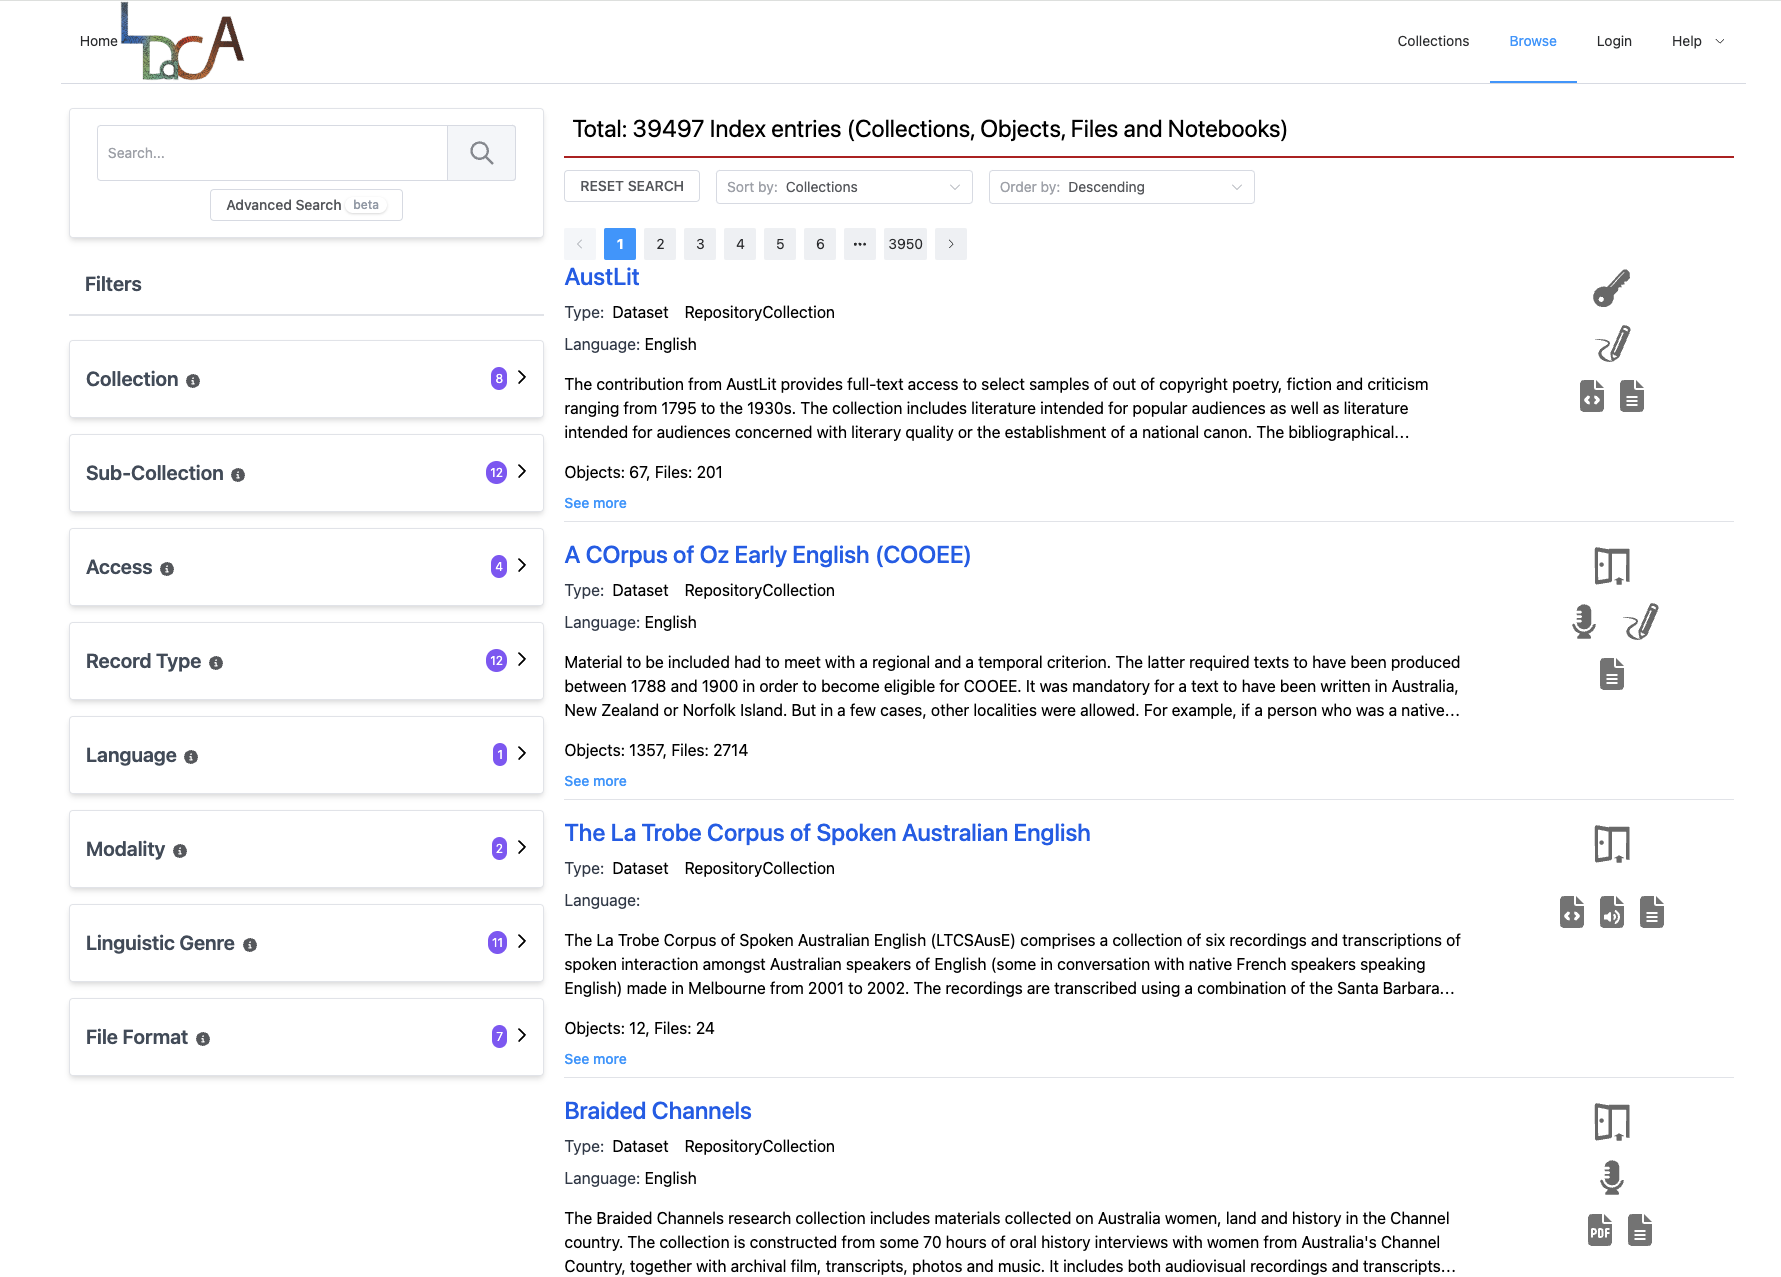 Home LDaCA
Collections
Browse
Login
Help
Search...
Advanced Search beta
Filters
Collection 8
Sub-Collection 12
Access 4
Record Type 12
Language 1
Modality 2
Linguistic Genre 11
File Format 7
Total: 39497 Index entries (Collections, Objects, Files and Notebooks)
RESET SEARCH
Sort by: Collections
Order by: Descending
1 2 3 4 5 6 ••• 3950
AustLit
Type: Dataset RepositoryCollection
Language: English
The contribution from AustLit provides full-text access to select samples of out of copyright poetry, fiction and criticism
ranging from 1795 to the 1930s. The collection includes literature intended for popular audiences as well as literature
intended for audiences concerned with literary quality or the establishment of a national canon. The bibliographical...
Objects: 67, Files: 201
See more
A COrpus of Oz Early English (COOEE)
Type: Dataset RepositoryCollection
Language: English
Material to be included had to meet with a regional and a temporal criterion. The latter required texts to have been produced
between 1788 and 1900 in order to become eligible for COOEE. It was mandatory for a text to have been written in Australia,
New Zealand or Norfolk Island. But in a few cases, other localities were allowed. For example, if a person who was a native...
Objects: 1357, Files: 2714
See more
The La Trobe Corpus of Spoken Australian English
Type: Dataset RepositoryCollection
Language:
The La Trobe Corpus of Spoken Australian English (LTCSAusE) comprises a collection of six recordings and transcriptions of
spoken interaction amongst Australian speakers of English (some in conversation with native French speakers speaking
English) made in Melbourne from 2001 to 2002. The recordings are transcribed using a combination of the Santa Barbara...
Objects: 12, Files: 24
See more
Braided Channels
Type: Dataset RepositoryCollection
Language: English
The Braided Channels research collection includes materials collected on Australia women, land and history in the Channel
country. The collection is constructed from some 70 hours of oral history interviews with women from Australia's Channel
Country, together with archival film, transcripts, photos and music. It includes both audiovisual recordings and transcripts...
PDF